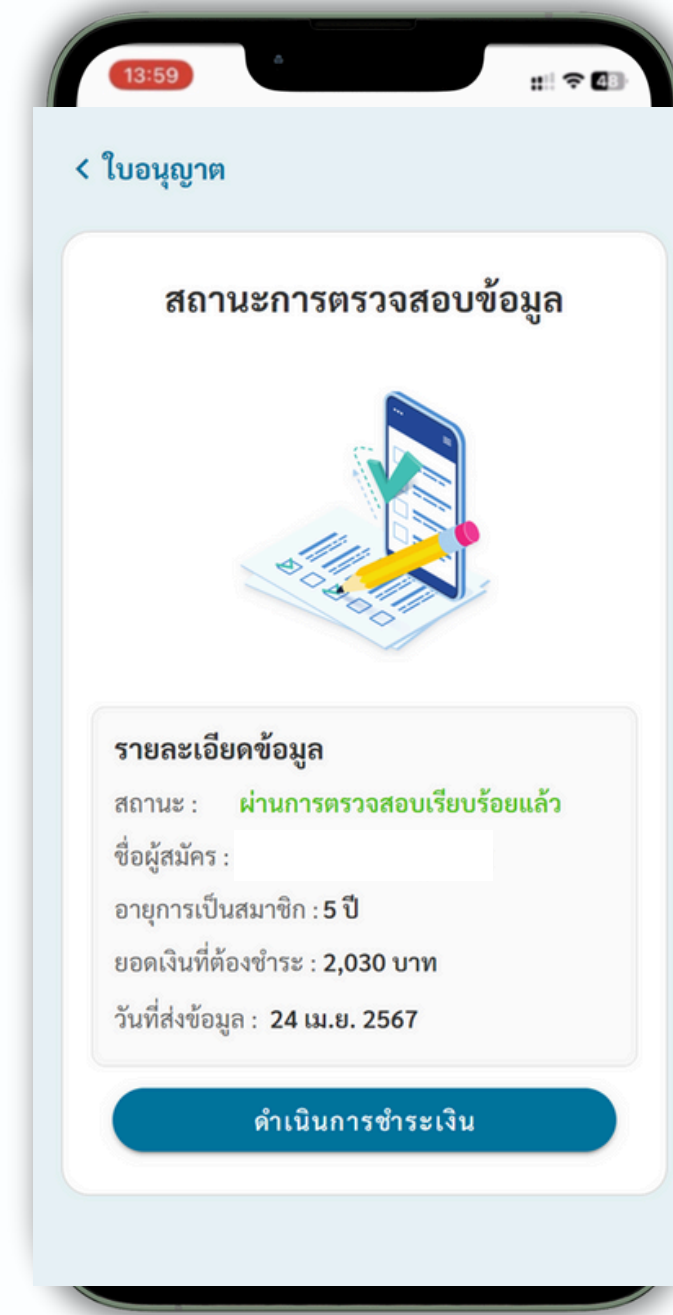 13:59
48
< ใบอนุญาต
สถานะการตรวจสอบข้อมูล
รายละเอียดข้อมูล
สถานะ : ผ่านการตรวจสอบเรียบร้อยแล้ว
ชื่อผู้สมัคร :
อายุการเป็นสมาชิก : 5 ปี
ยอดเงินที่ต้องชำระ : 2,030 บาท
วันที่ส่งข้อมูล : 24 เม.ย. 2567
ดำเนินการชำระเงิน